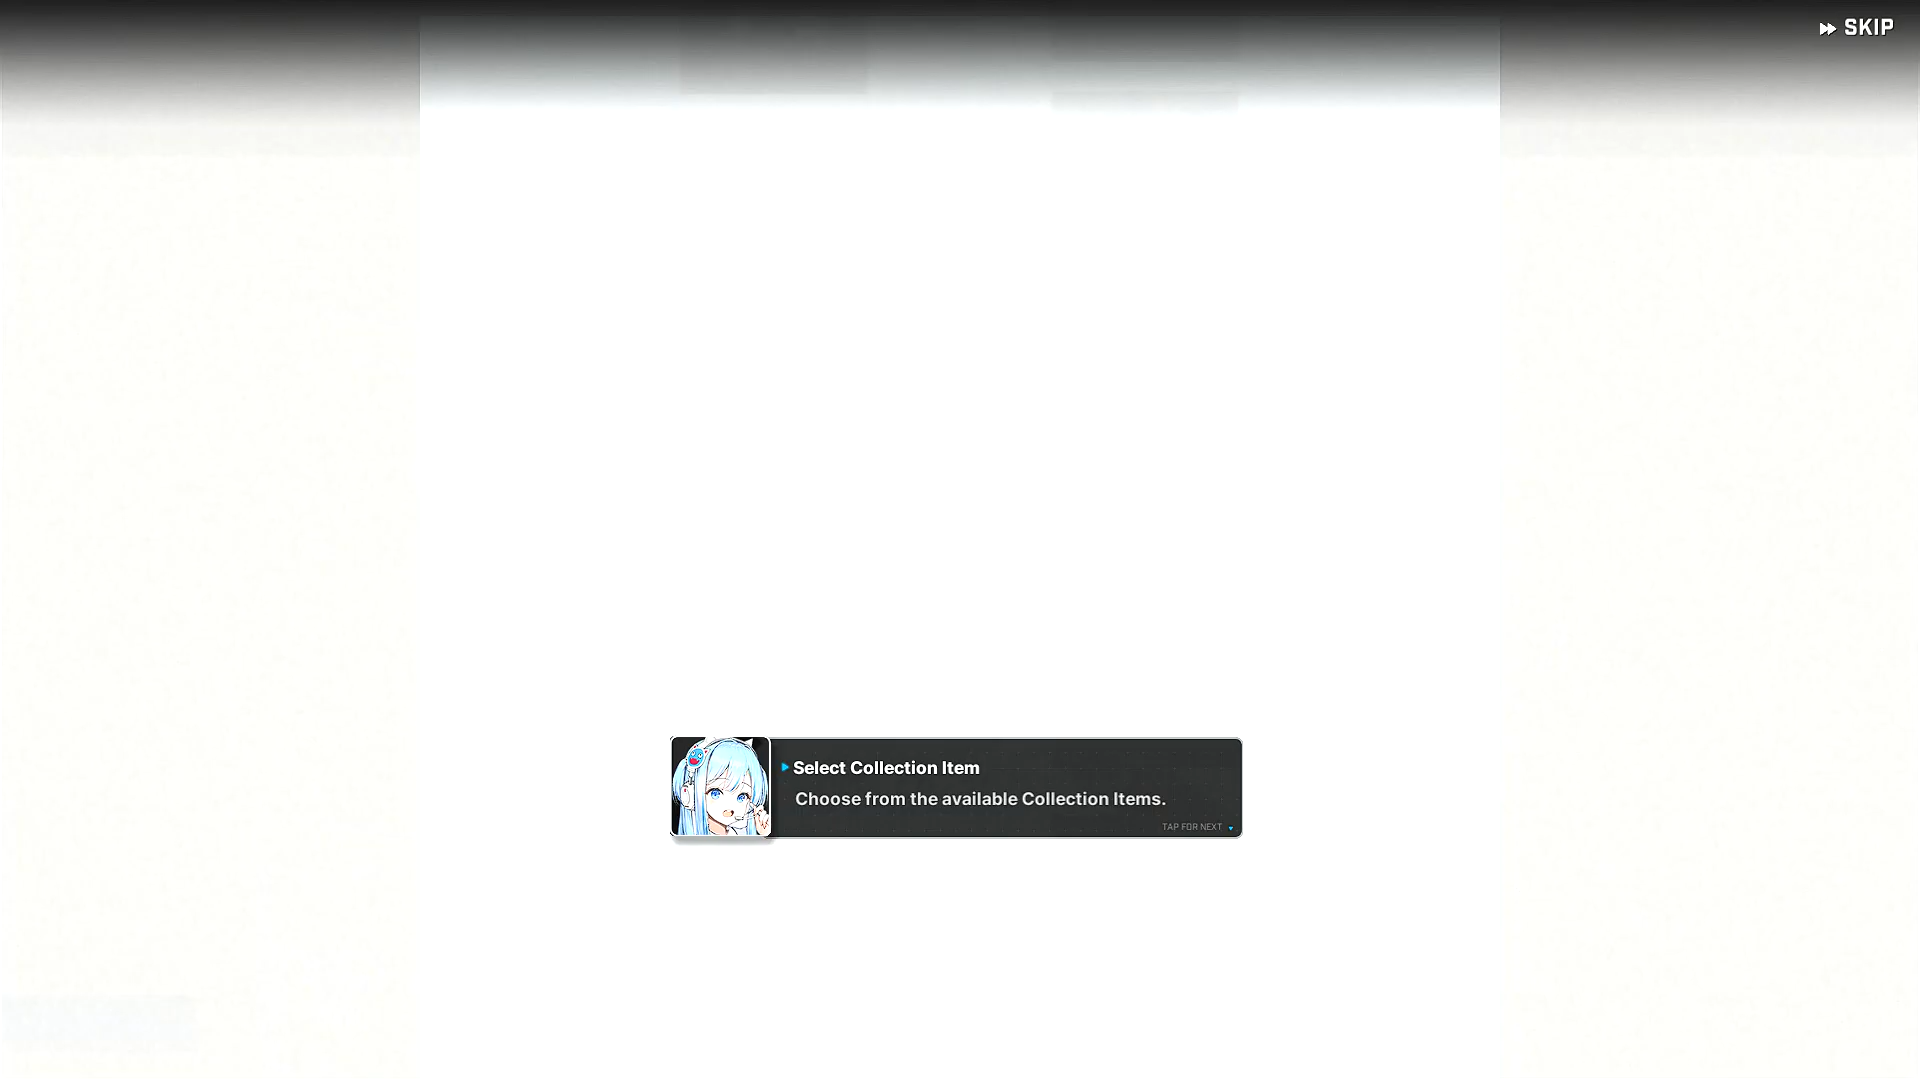 SKIP
Select Collection Item
Choose from the available Collection Items.
TAP FOR NEXT